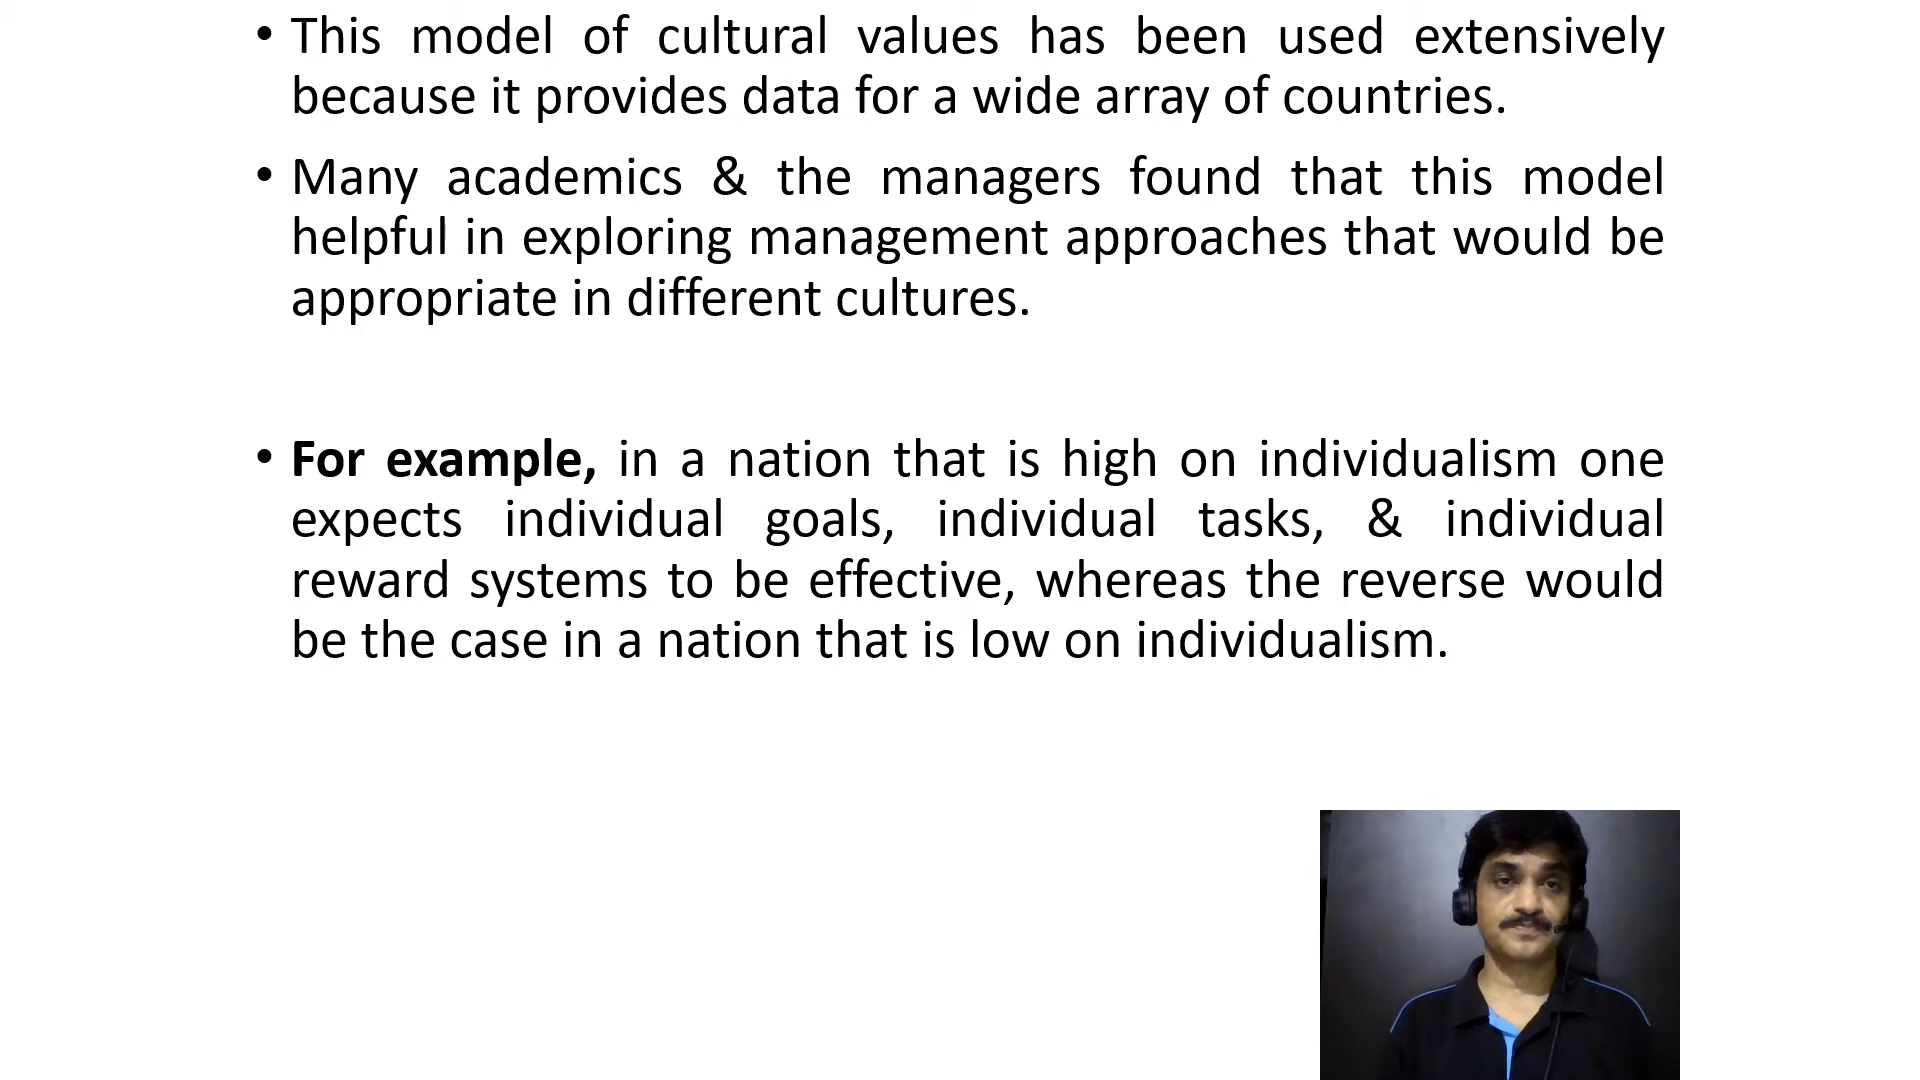 • This model of cultural values has been used extensively
because it provides data for a wide array of countries.
• Many academics & the managers found that this model
helpful in exploring management approaches that would be
appropriate in different cultures.
• For example, in a nation that is high on individualism one
expects individual goals, individual tasks, & individual
reward systems to be effective, whereas the reverse would
be the case in a nation that is low on individualism.